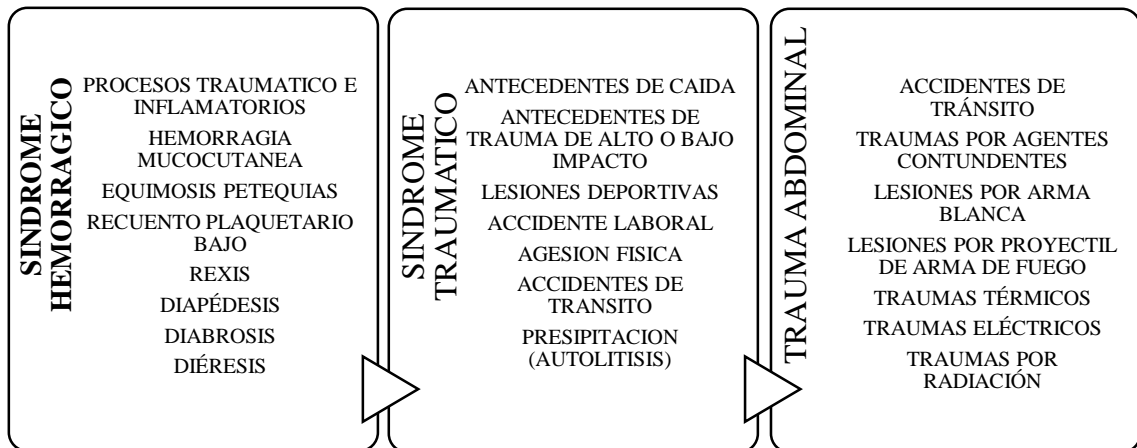 SINDROME
HEMORRAGICO
PROCESOS TRAUMATICO E
INFLAMATORIOS
HEMORRAGIA
MUCOCUTANEA
EQUIMOSIS PETEQUIAS
RECUENTO PLAQUETARIO
BAJO
REXIS
DIAPÉDESIS
DIABROSIS
DIÉRESIS
SINDROME
TRAUMATICO
ANTECEDENTES DE CAIDA
ANTECEDENTES DE
TRAUMA DE ALTO O BAJO
IMPACTO
LESIONES DEPORTIVAS
ACCIDENTE LABORAL
AGESION FISICA
ACCIDENTES DE
TRANSITO
PRESIPITACION
(AUTOLITISIS)
TRAUMA ABDOMINAL
ACCIDENTES DE
TRÁNSITO
TRAUMAS POR AGENTES
CONTUNDENTES
LESIONES POR ARMA
BLANCA
LESIONES POR PROYECTIL
DE ARMA DE FUEGO
TRAUMAS TÉRMICOS
TRAUMAS ELÉCTRICOS
TRAUMAS POR
RADIACIÓN